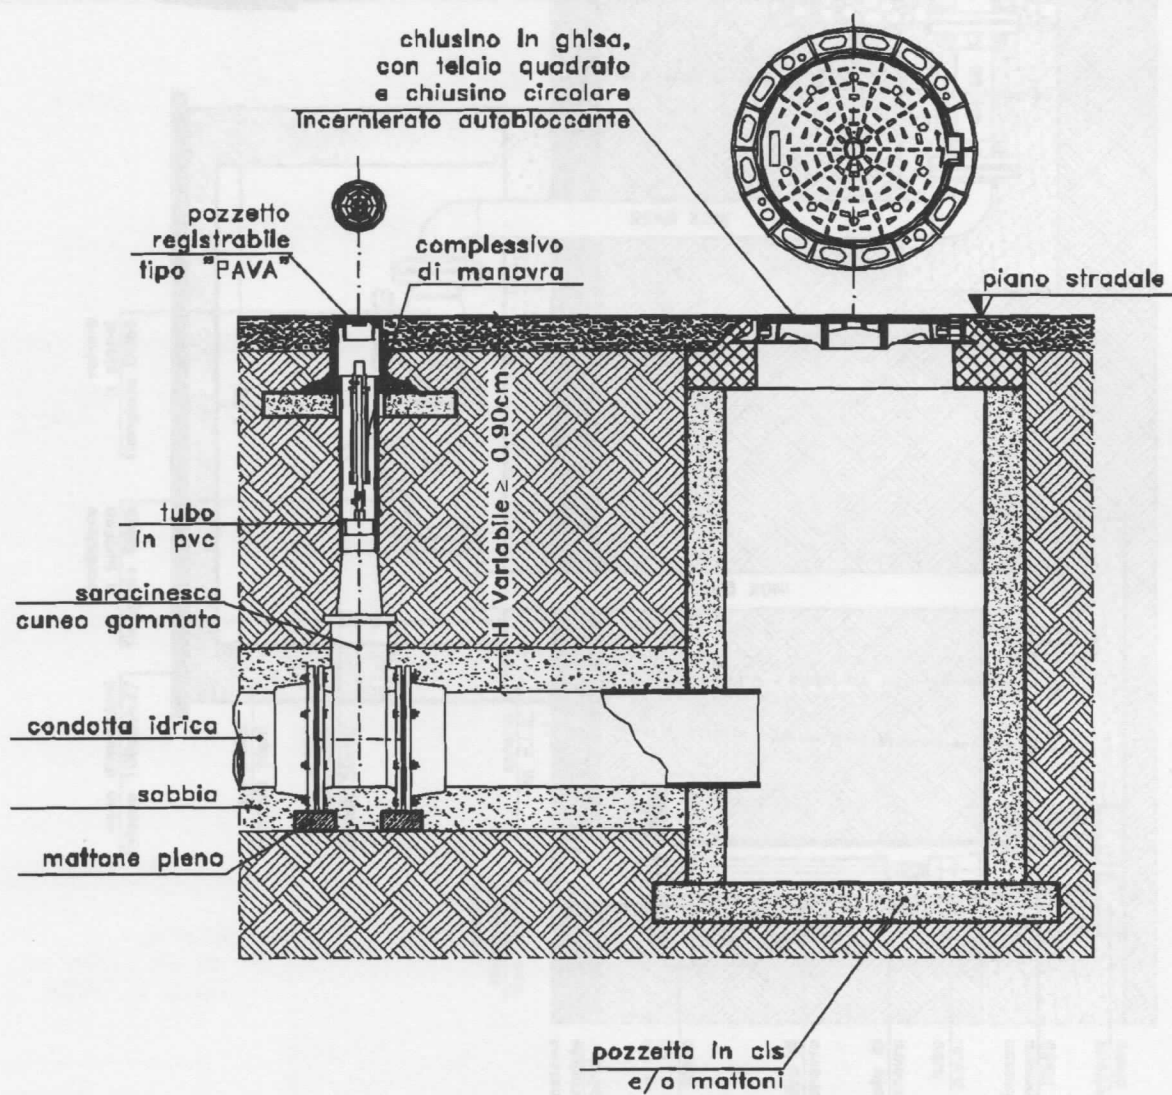 chiusino in ghisa,
con telaio quadrato
e chiusino circolare
incernierato autobloccante
pozzetto
registrabile
tipo "PAVA"
complessivo
di manovra
piano stradale
H Variabile ≥ 0.90cm
tubo
in pvc
saracinesca
cuneo gommato
condotta idrica
sabbia
mattone pieno
pozzetto in cls
e/o mattoni